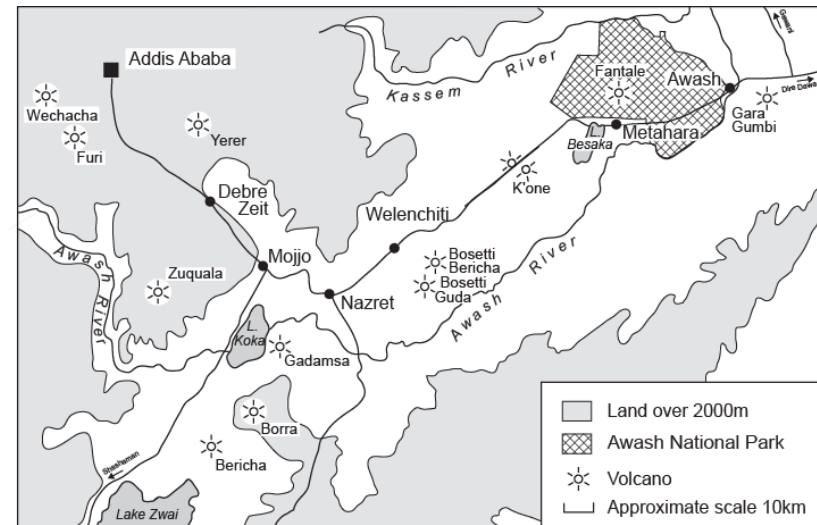 Addis Ababa
Wechacha
Furi
Yerer
Debre
Zeit
Mojjo
Zuquala
Awash River
L.
Koka
Gadamsa
Borra
Bericha
Shashaman
Lake Zwai
Nazret
Welenchiti
Bosetti
Bericha
Bosetti
Guda
Awash River
K'one
Kassem River
Fantale
Awash
Metahara
L.
Besaka
Gara
Gumbi
Gewani
Dire Dawa
Land over 2000m
Awash National Park
Volcano
Approximate scale 10km